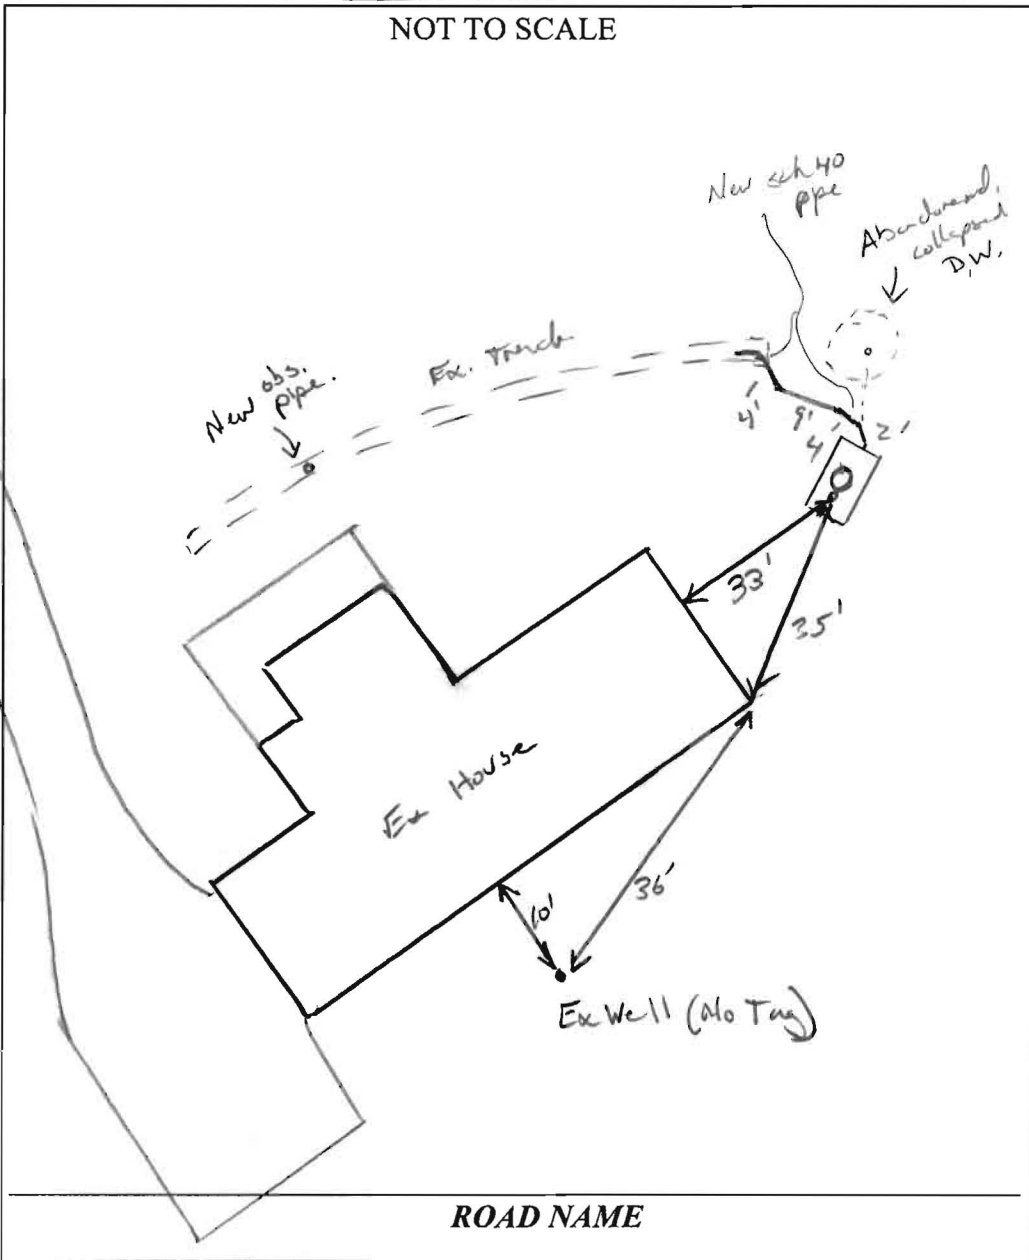 NOT TO SCALE
New sch 40
pipe
Abandoned,
collapsed
D.W.
Ex. Trench
New obs.
pipe.
4'
9'
4'
2'
33'
35'
Ex House
36'
10'
Ex Well (No Tag)
ROAD NAME